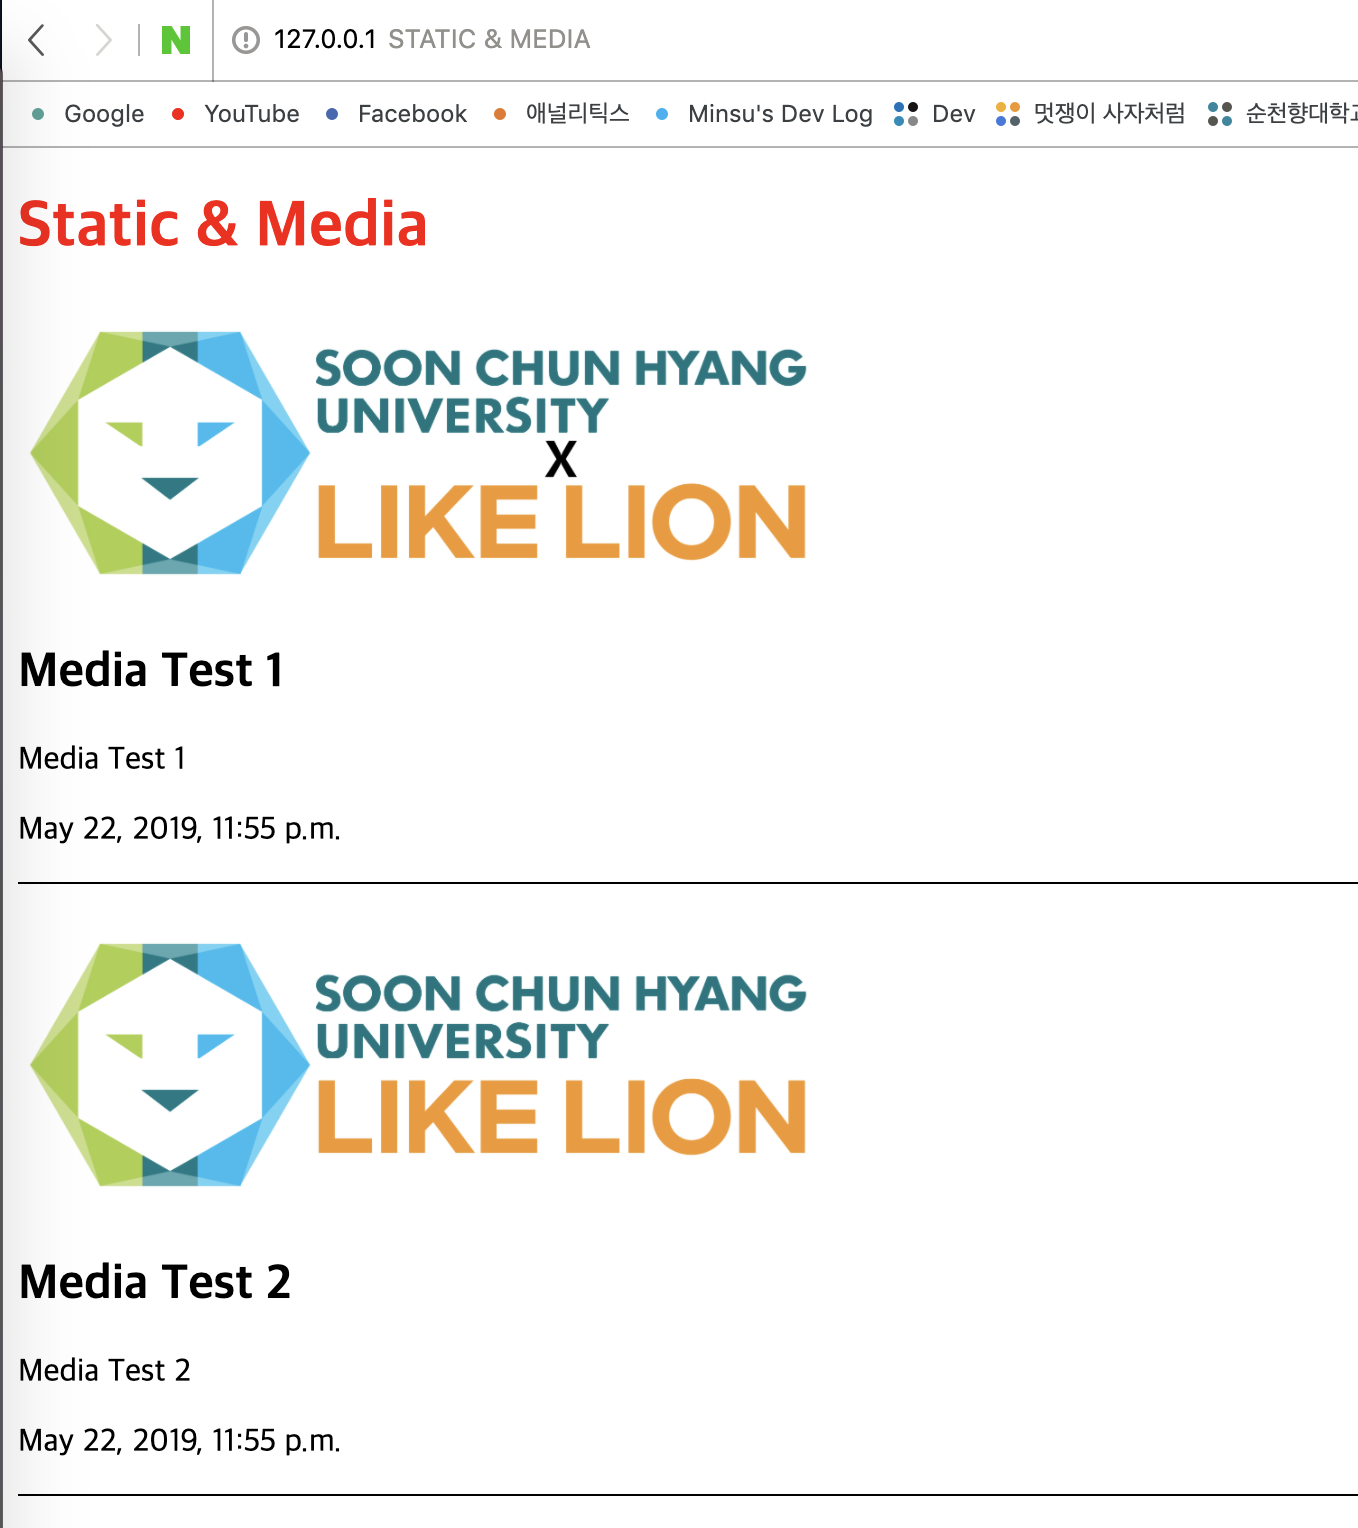 127.0.0.1 STATIC & MEDIA
Google YouTube Facebook 애널리틱스 Minsu's Dev Log Dev 멋쟁이 사자처럼 순천향대학교
Static & Media
SOON CHUN HYANG
UNIVERSITY
X
LIKE LION
Media Test 1
Media Test 1
May 22, 2019, 11:55 p.m.
SOON CHUN HYANG
UNIVERSITY
LIKE LION
Media Test 2
Media Test 2
May 22, 2019, 11:55 p.m.